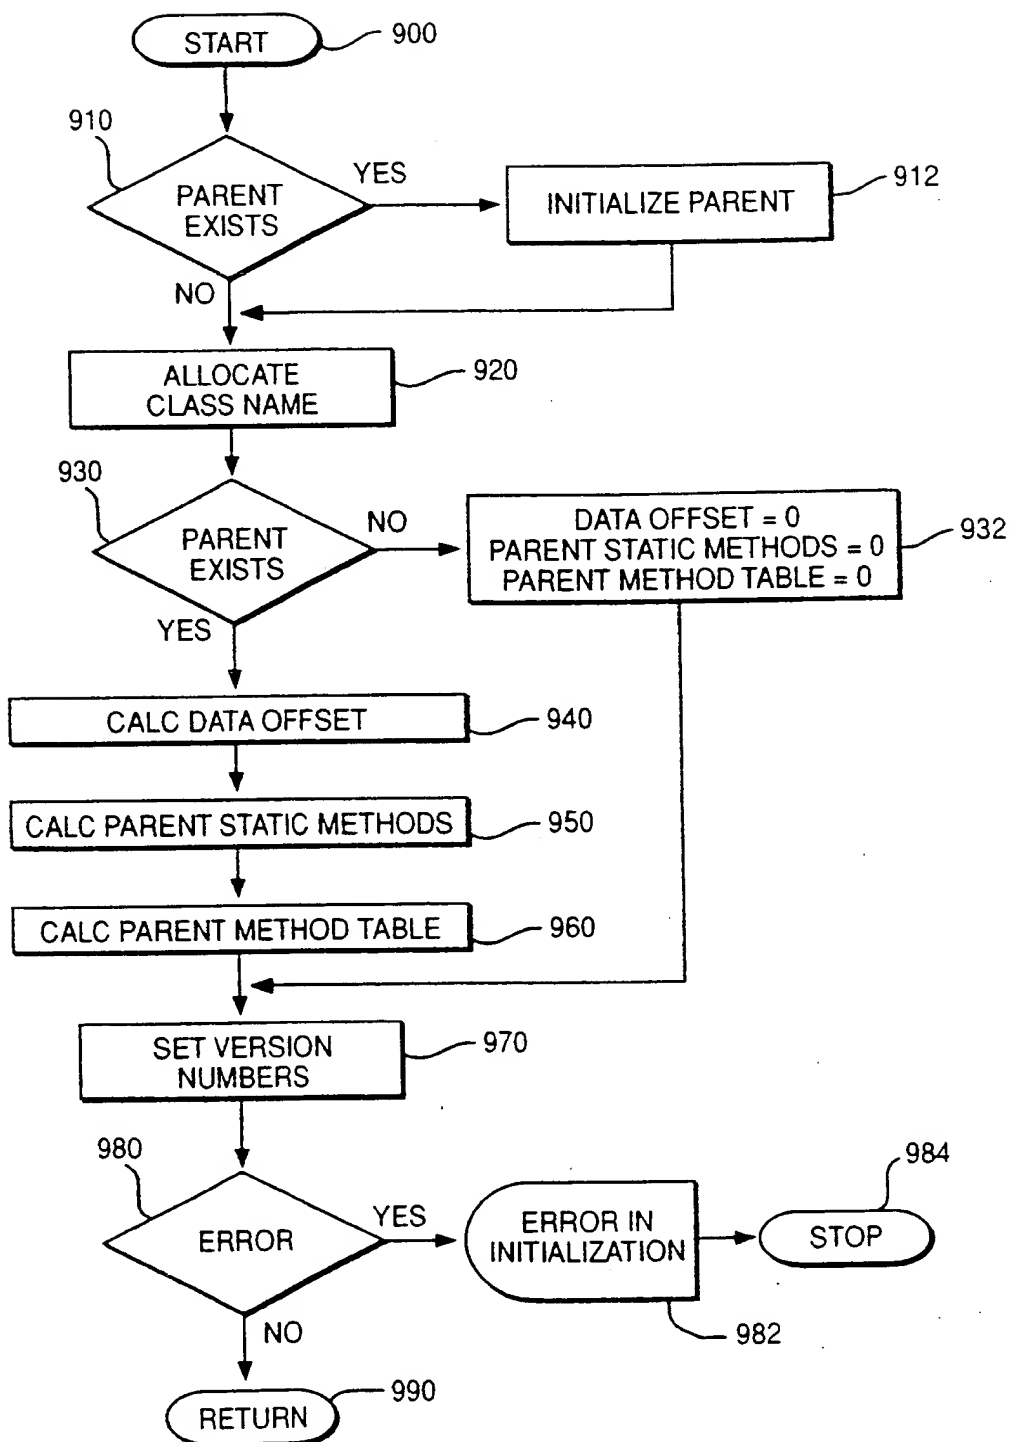 START
900
910
PARENT
EXISTS
YES
INITIALIZE PARENT
912
NO
ALLOCATE
CLASS NAME
920
930
PARENT
EXISTS
NO
DATA OFFSET = 0
PARENT STATIC METHODS = 0
PARENT METHOD TABLE = 0
932
YES
CALC DATA OFFSET
940
CALC PARENT STATIC METHODS
950
CALC PARENT METHOD TABLE
960
SET VERSION
NUMBERS
970
980
ERROR
YES
ERROR IN
INITIALIZATION
982
984
STOP
NO
RETURN
990